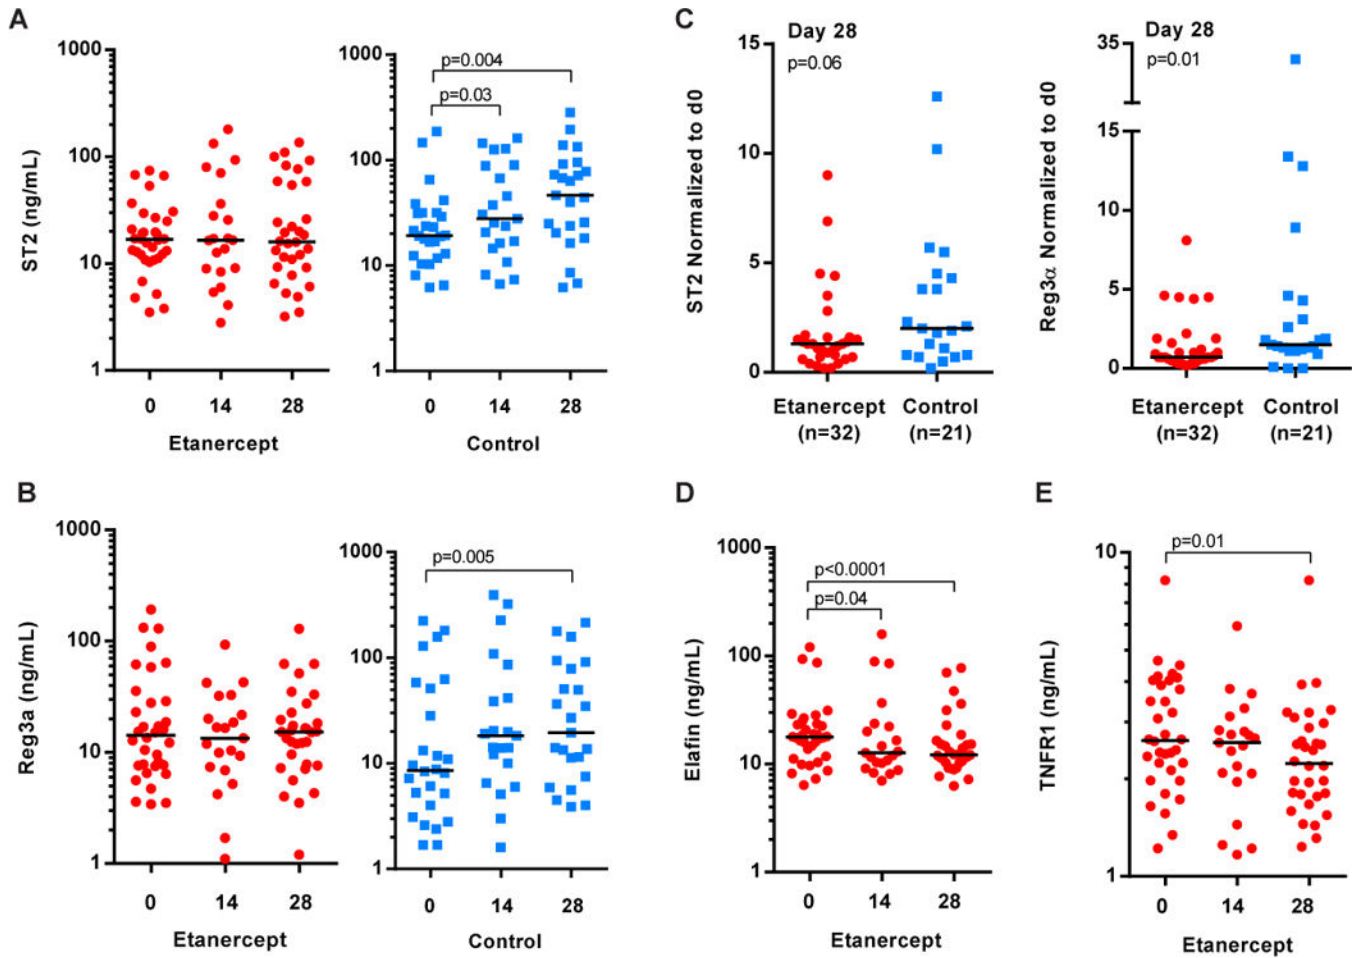 A
ST2 (ng/mL)
1000
100
10
1
0 14 28
Etanercept
1000
100
10
1
p=0.004
p=0.03
0 14 28
Control
C
Day 28
p=0.06
ST2 Normalized to d0
15
10
5
0
Etanercept Control
(n=32) (n=21)
Day 28
p=0.01
Reg3α Normalized to d0
35
15
10
5
0
Etanercept Control
(n=32) (n=21)
B
Reg3a (ng/mL)
1000
100
10
1
0 14 28
Etanercept
1000
100
10
1
p=0.005
0 14 28
Control
D
Elafin (ng/mL)
1000
100
10
1
p<0.0001
p=0.04
0 14 28
Etanercept
E
TNFR1 (ng/mL)
10
1
p=0.01
0 14 28
Etanercept